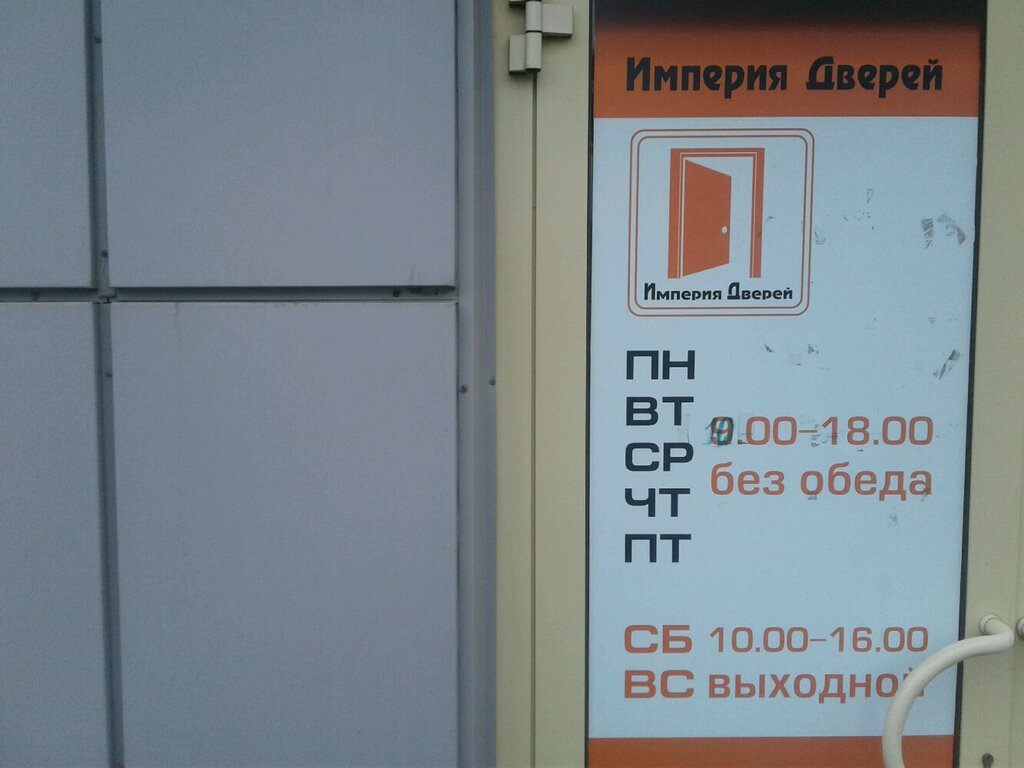 Империя Дверей
Империя Дверей
ПН
ВТ
9.00–18.00
СР
без обеда
ЧТ
ПТ
СБ 10.00–16.00
ВС выходной